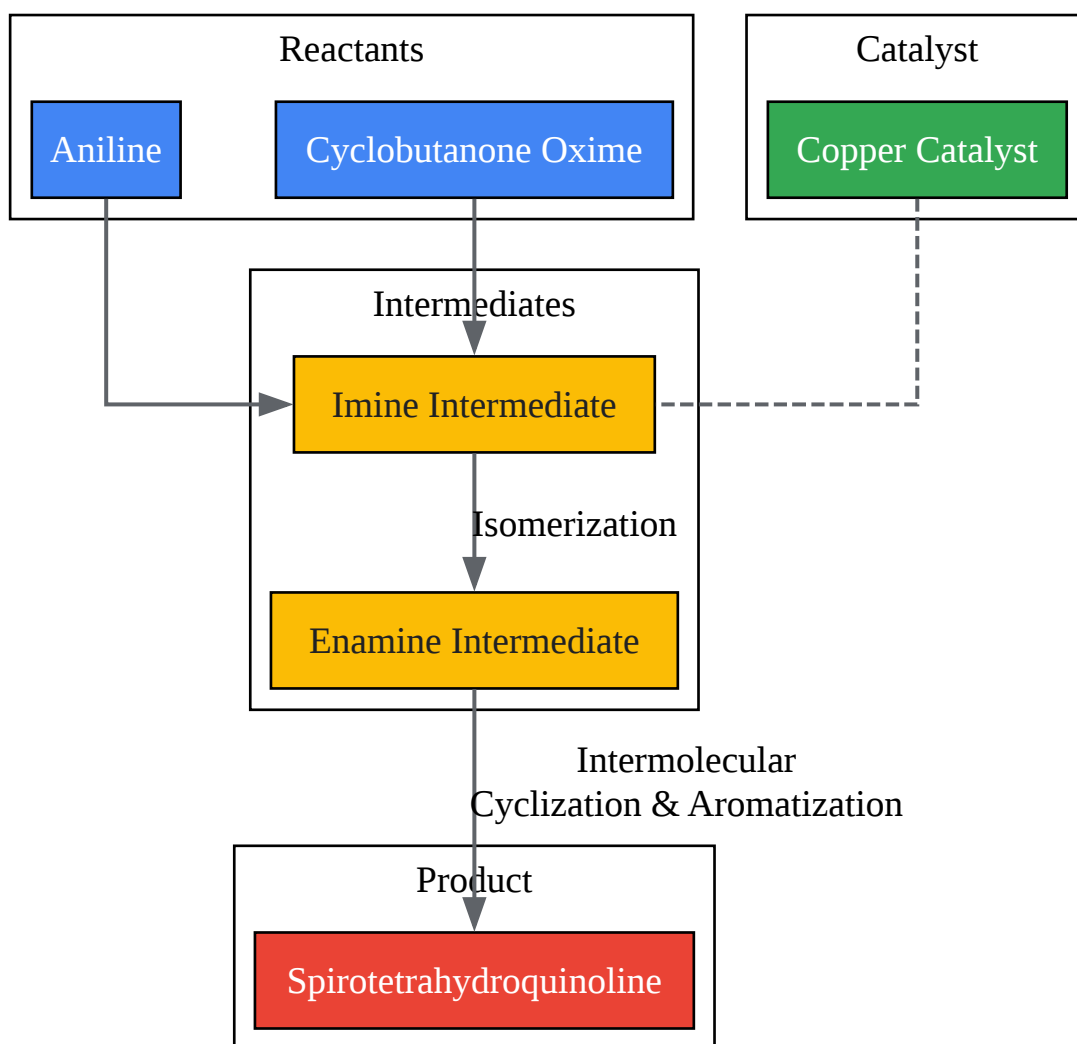 Reactants
Catalyst
Aniline
Cyclobutanone Oxime
Copper Catalyst
Intermediates
Imine Intermediate
Isomerization
Enamine Intermediate
Intermolecular
Cyclization & Aromatization
Product
Spirotetrahydroquinoline